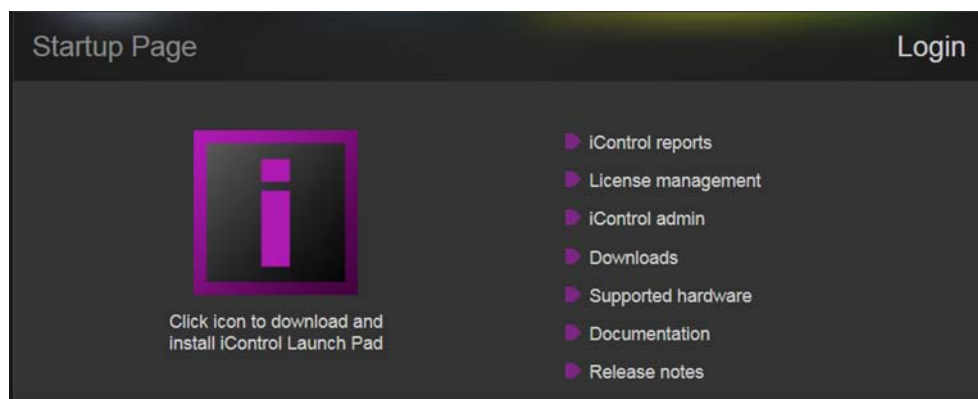 Startup Page
Login
Click icon to download and
install iControl Launch Pad
iControl reports
License management
iControl admin
Downloads
Supported hardware
Documentation
Release notes